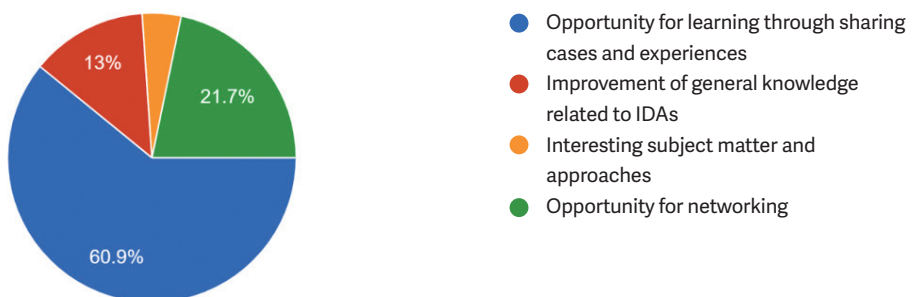 13%
21.7%
60.9%
Opportunity for learning through sharing
cases and experiences
Improvement of general knowledge
related to IDAs
Interesting subject matter and
approaches
Opportunity for networking